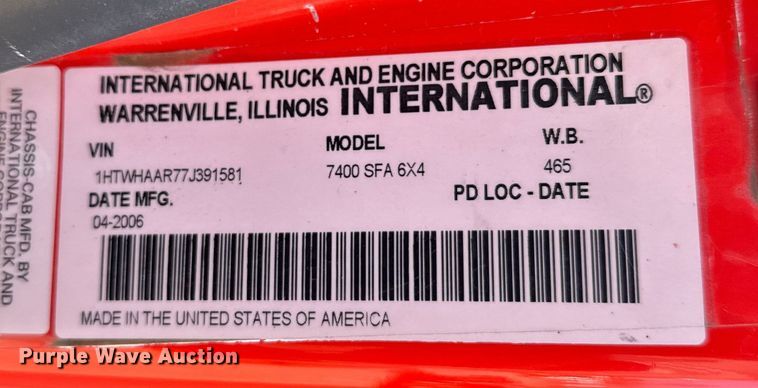 INTERNATIONAL TRUCK AND ENGINE CORPORATION
WARRENVILLE, ILLINOIS INTERNATIONAL®
VIN MODEL W.B.
1HTWHAAR77J391581 7400 SFA 6X4 465
DATE MFG. PD LOC - DATE
04-2006
MADE IN THE UNITED STATES OF AMERICA
CHASSIS-CAB MFD. BY
INTERNATIONAL TRUCK AND
Purple Wave Auction